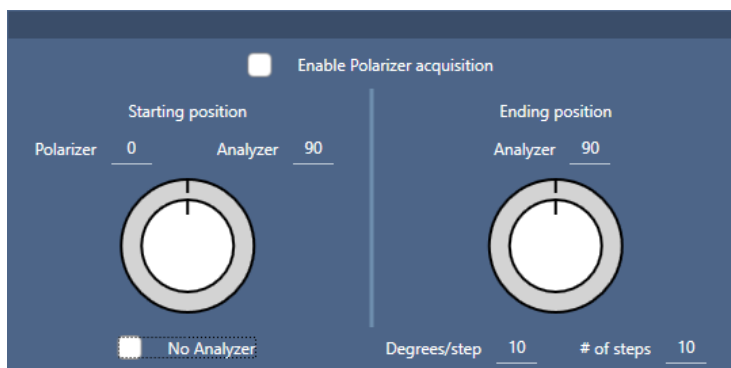 Enable Polarizer acquisition
Starting position
Ending position
Polarizer 0 Analyzer 90
Analyzer 90
No Analyzer
Degrees/step 10 # of steps 10